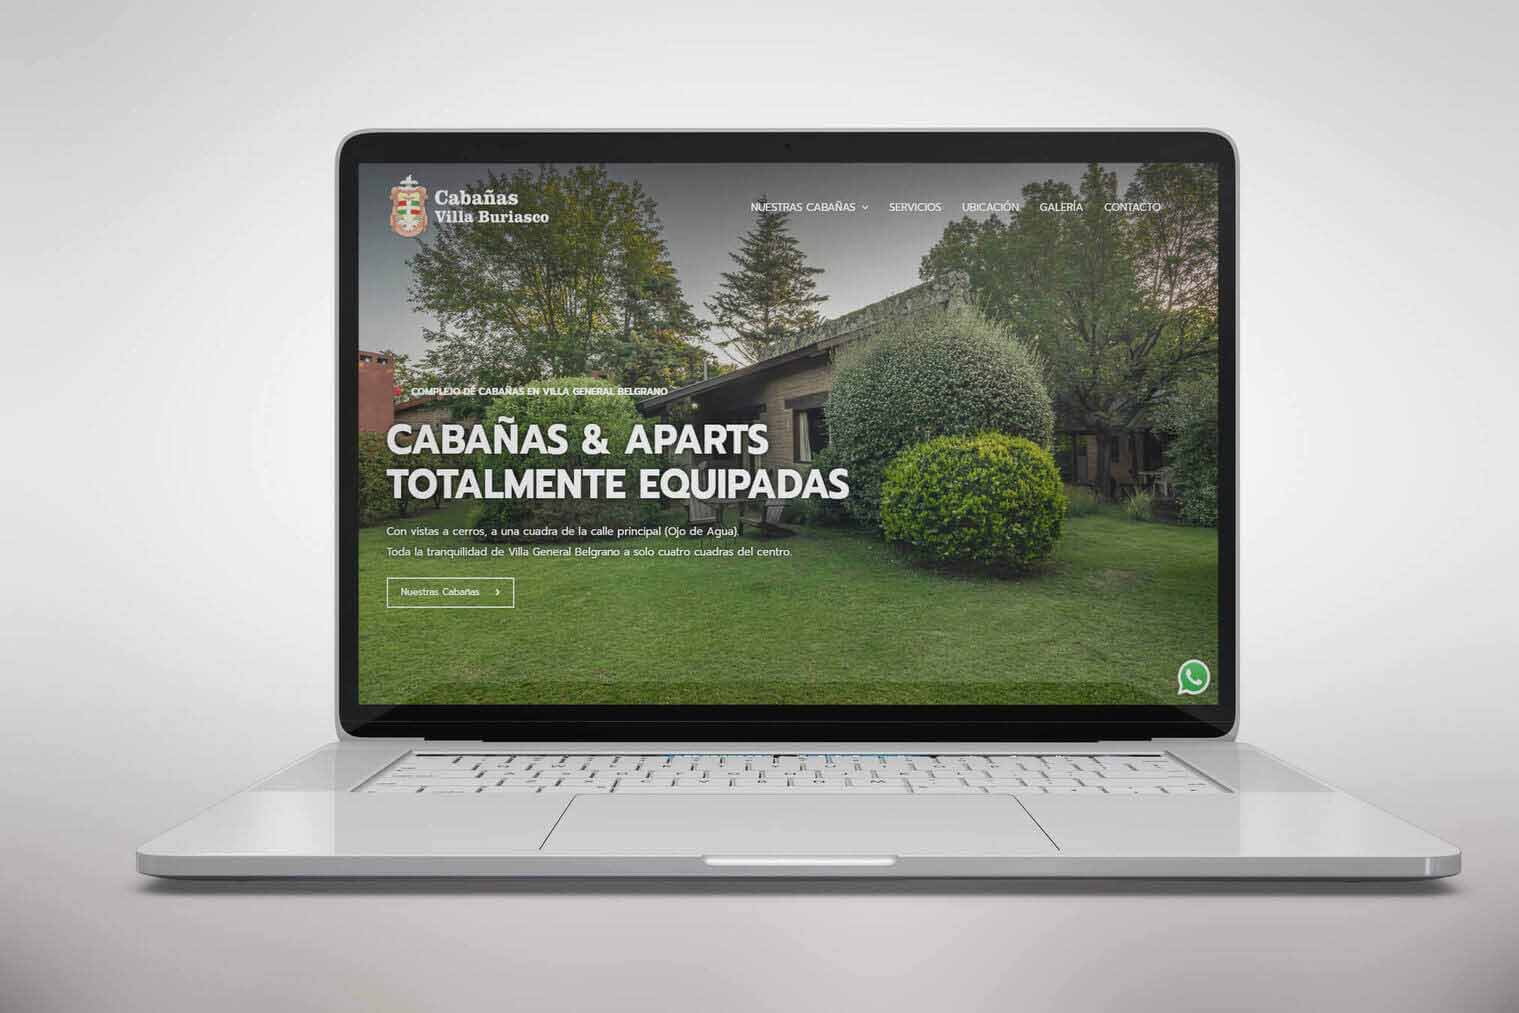 Cabañas
Villa Buriasco
NUESTRAS CABAÑAS SERVICIOS UBICACIÓN GALERÍA CONTACTO
COMPLEJO DE CABAÑAS EN VILLA GENERAL BELGRANO
CABAÑAS & APARTS
TOTALMENTE EQUIPADAS
Con vistas a cerros, a una cuadra de la calle principal (Ojo de Agua).
Toda la tranquilidad de Villa General Belgrano a solo cuatro cuadras del centro.
Nuestras Cabañas